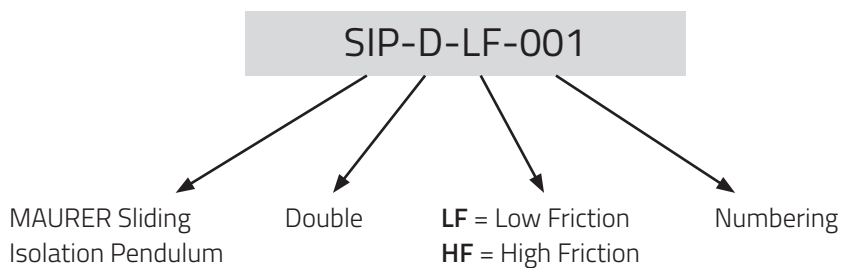 SIP-D-LF-001
MAURER Sliding
Isolation Pendulum
Double
LF = Low Friction
HF = High Friction
Numbering